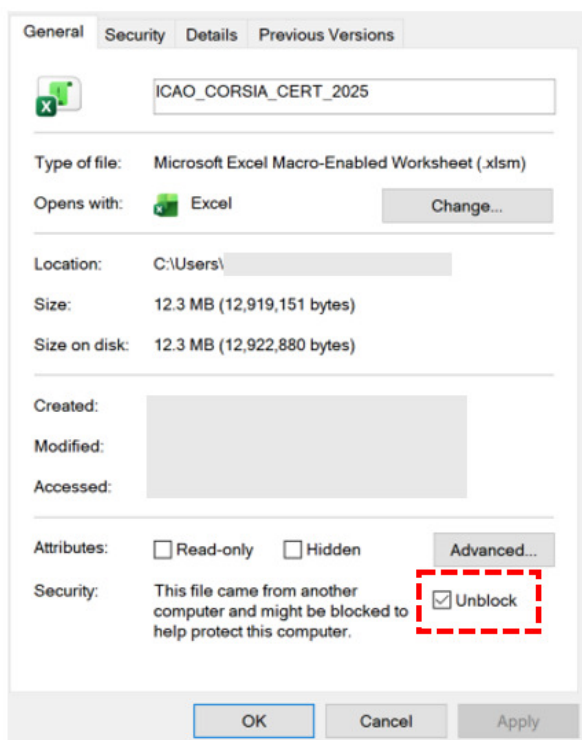 General Security Details Previous Versions
ICAO_CORSIA_CERT_2025
Type of file: Microsoft Excel Macro-Enabled Worksheet (.xlsm)
Opens with: Excel Change...
Location: C:\Users\
Size: 12.3 MB (12,919,151 bytes)
Size on disk: 12.3 MB (12,922,880 bytes)
Created:
Modified:
Accessed:
Attributes: Read-only Hidden Advanced...
Security: This file came from another
computer and might be blocked to
help protect this computer.
Unblock
OK Cancel Apply